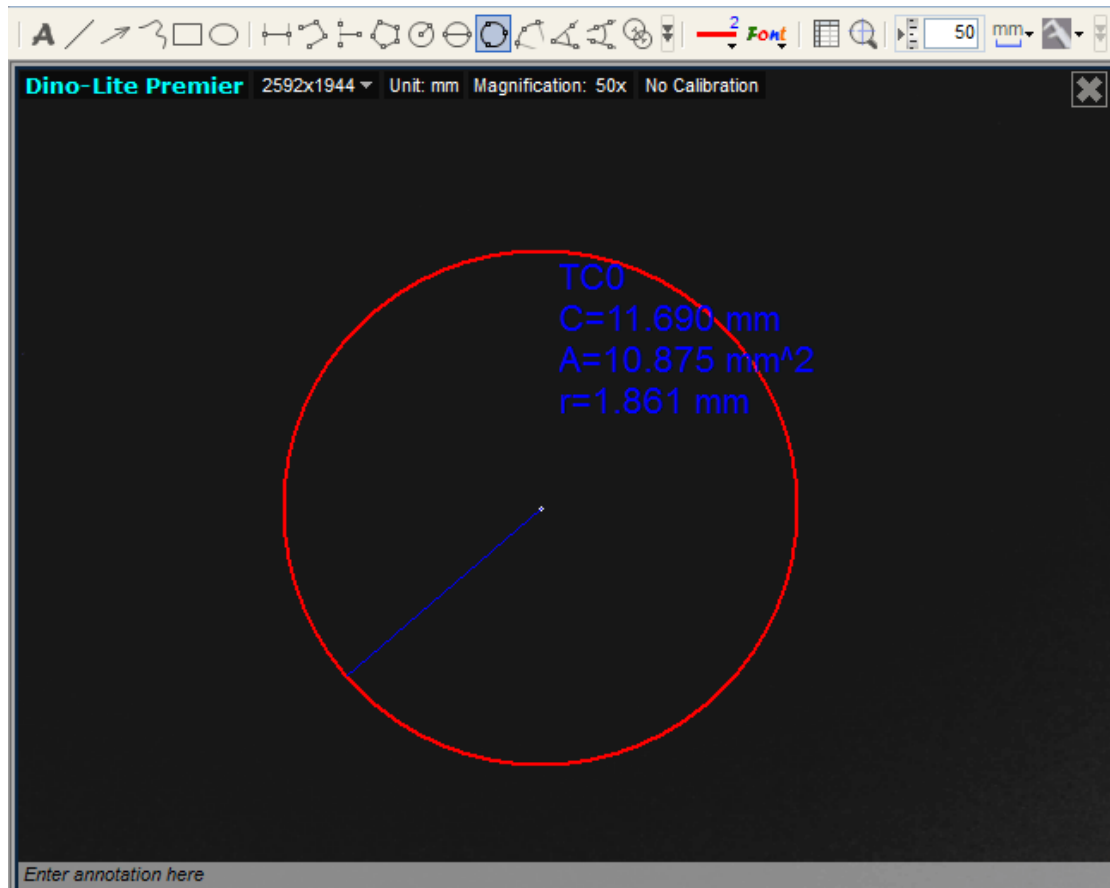 A 2 Font 50 mm
Dino-Lite Premier 2592x1944 Unit: mm Magnification: 50x No Calibration
TC0
C=11.690 mm
A=10.875 mm^2
r=1.861 mm
Enter annotation here